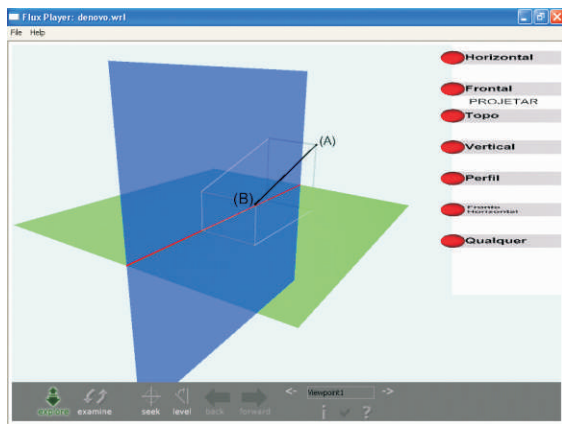 Flux Player: denovo.wrl
File Help
Horizontal
Frontal
PROJETAR
Topo
Vertical
Perfil
Fronto
Horizontal
Qualquer
(A)
(B)
<- Viewpoint1 ->
explore examine seek level back forward i ?